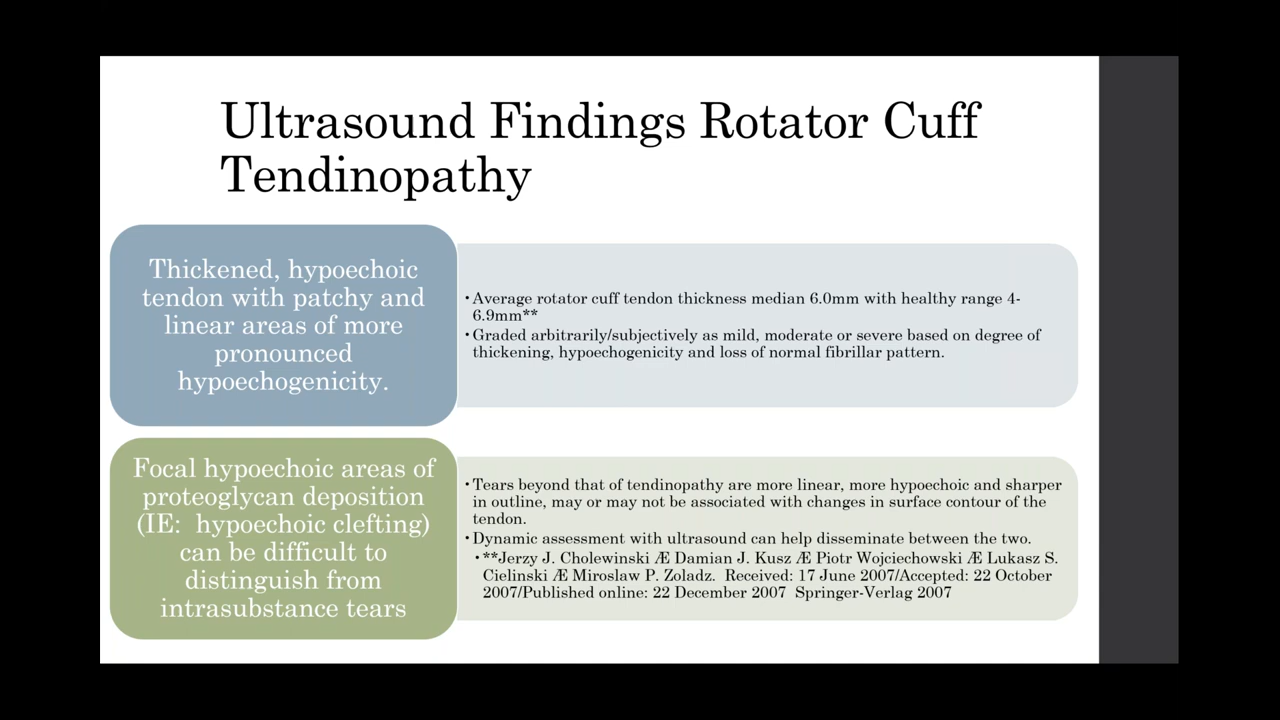 Ultrasound Findings Rotator Cuff
Tendinopathy
Thickened, hypoechoic
tendon with patchy and
linear areas of more
pronounced
hypoechogenicity.
•Average rotator cuff tendon thickness median 6.0mm with healthy range 4-
6.9mm**
•Graded arbitrarily/subjectively as mild, moderate or severe based on degree of
thickening, hypoechogenicity and loss of normal fibrillar pattern.
Focal hypoechoic areas of
proteoglycan deposition
(IE: hypoechoic clefting)
can be difficult to
distinguish from
intrasubstance tears
•Tears beyond that of tendinopathy are more linear, more hypoechoic and sharper
in outline, may or may not be associated with changes in surface contour of the
tendon.
•Dynamic assessment with ultrasound can help disseminate between the two.
•**Jerzy J. Cholewinski Æ Damian J. Kusz Æ Piotr Wojciechowski Æ Lukasz S.
Cielinski Æ Miroslaw P. Zoladz. Received: 17 June 2007/Accepted: 22 October
2007/Published online: 22 December 2007 Springer-Verlag 2007